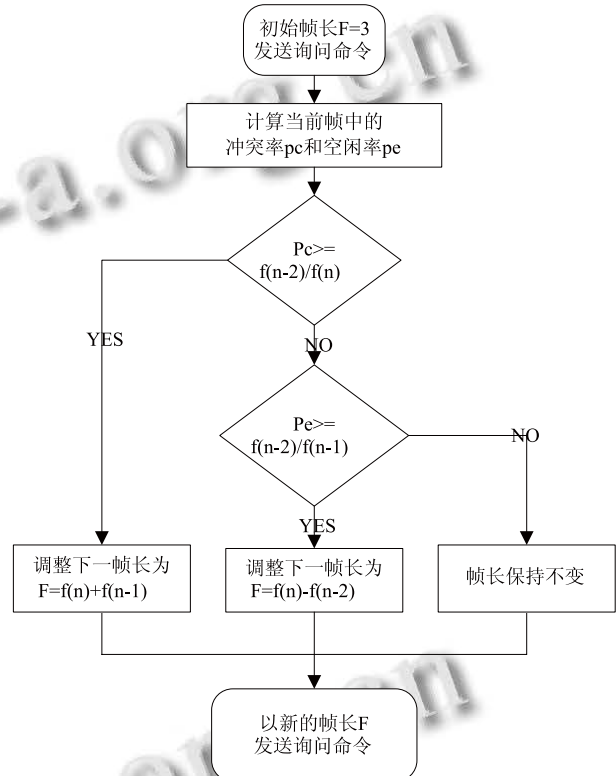 初始帧长F=3
发送询问命令
计算当前帧中的
冲突率pc和空闲率pe
Pc>=
f(n-2)/f(n)
YES
NO
Pe>=
f(n-2)/f(n-1)
NO
YES
调整下一帧长为
F=f(n)+f(n-1)
调整下一帧长为
F=f(n)-f(n-2)
帧长保持不变
以新的帧长F
发送询问命令